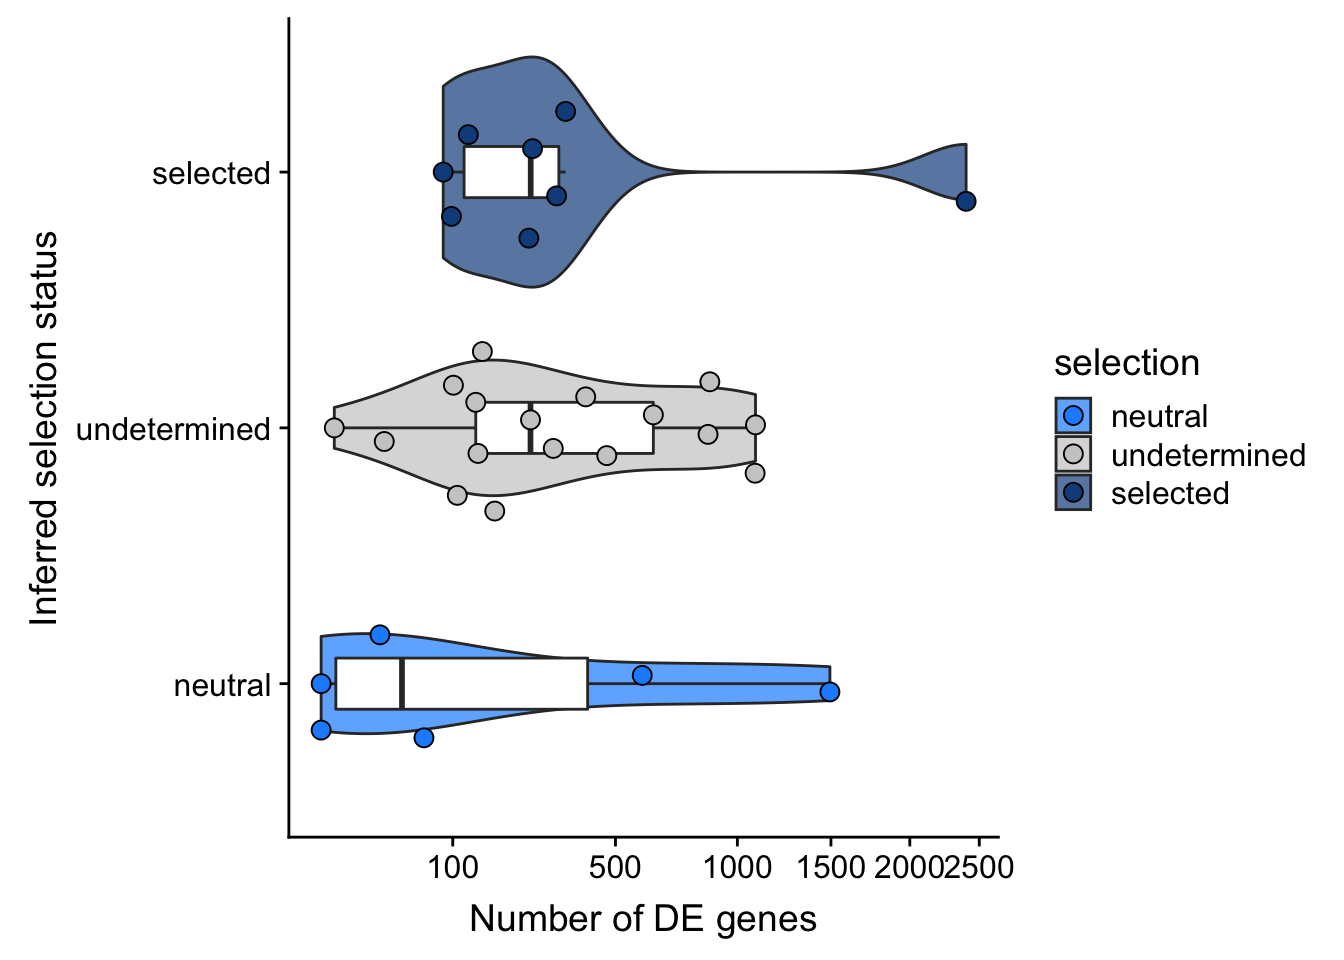 Inferred selection status
selected
undetermined
neutral
100 500 1000 1500 2000 2500
Number of DE genes
selection
neutral
undetermined
selected